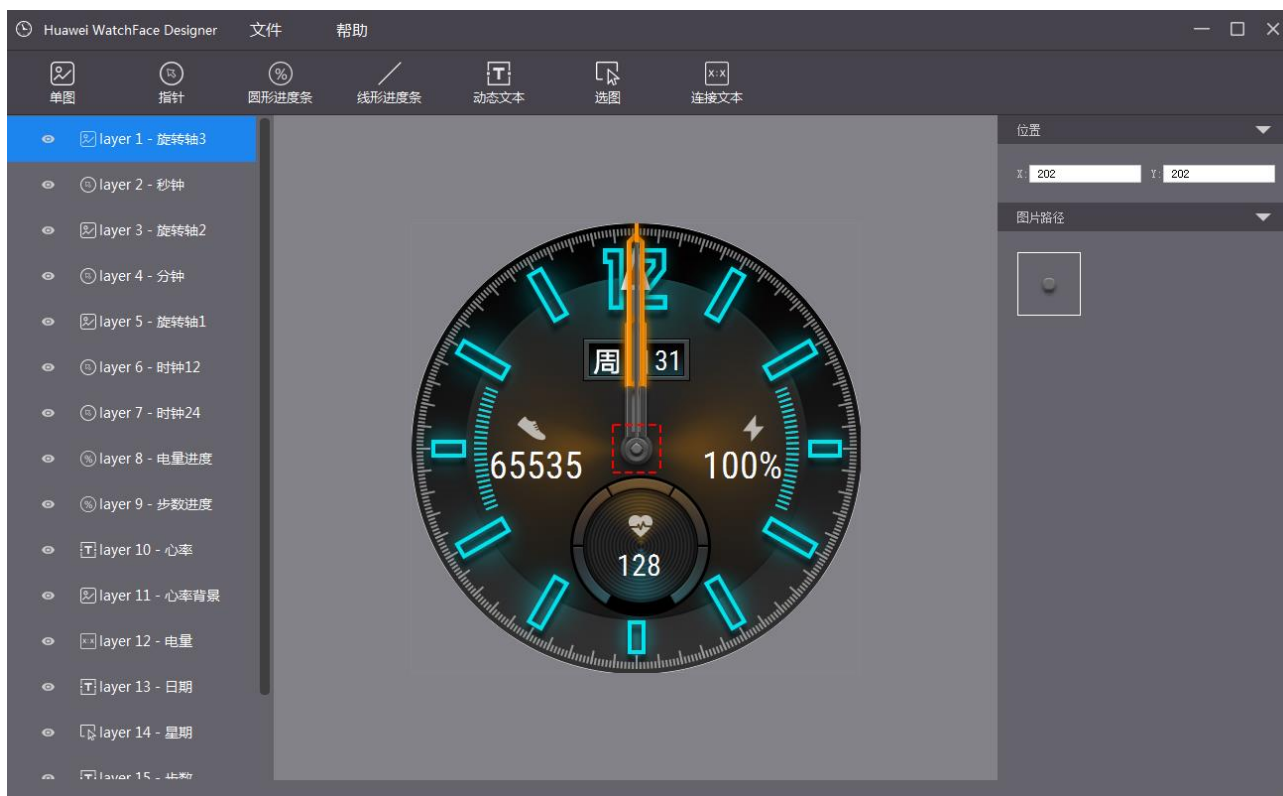 Huawei WatchFace Designer 文件 帮助
单图 指针 圆形进度条 线形进度条 动态文本 选图 连接文本
layer 1 - 旋转轴3
layer 2 - 秒钟
layer 3 - 旋转轴2
layer 4 - 分钟
layer 5 - 旋转轴1
layer 6 - 时钟12
layer 7 - 时钟24
layer 8 - 电量进度
layer 9 - 步数进度
layer 10 - 心率
layer 11 - 心率背景
layer 12 - 电量
layer 13 - 日期
layer 14 - 星期
layer 15 - 步数
12
周 31
65535 100%
128
位置
X: 202 Y: 202
图片路径